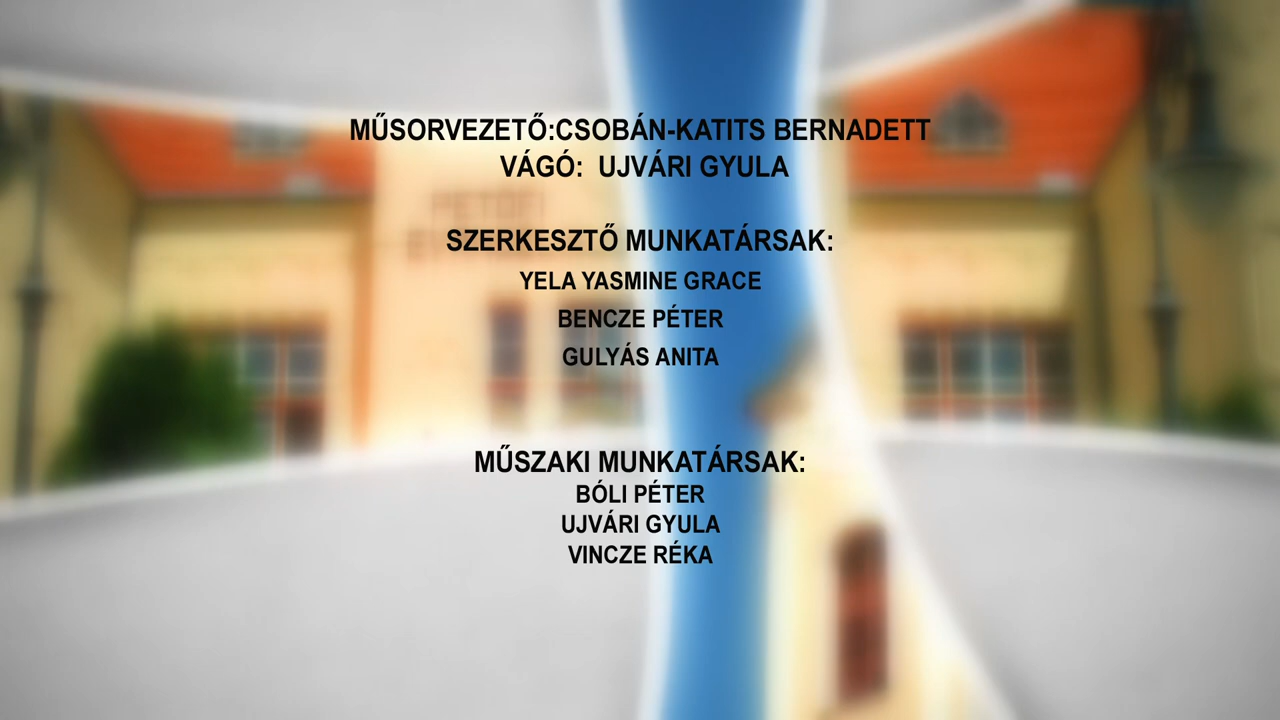 MŰSORVEZETŐ:CSOBÁN-KATITS BERNADETT
VÁGÓ: UJVÁRI GYULA
SZERKESZTŐ MUNKATÁRSAK:
YELA YASMINE GRACE
BENCZE PÉTER
GULYÁS ANITA
MŰSZAKI MUNKATÁRSAK:
BÓLI PÉTER
UJVÁRI GYULA
VINCZE RÉKA